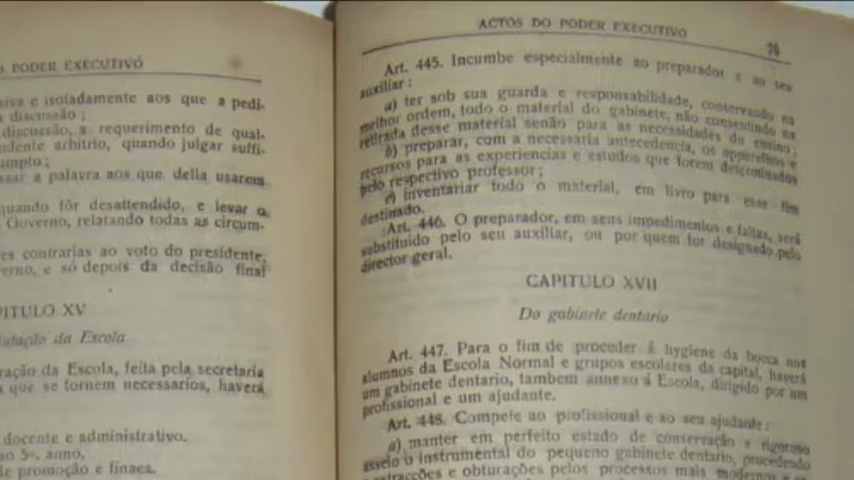 O PODER EXECUTIVO
siva e isoladamente aos que a pedi-
a discussão;
discussão, a requerimento de qual-
ndente arbitrio, quando julgar suffi-
umpto;
ssar a palavra aos que della usarem
quando fôr desattendido, e levar o
Governo, relatando todas as circum-
es contrarias ao voto do presidente,
erno, e só depois da decisão final
PITULO XV
da Escola
ração da Escola, feita pela secretaria
a que se tornem necessarios, haverá
docente e administrativo.
ao 5º. anno.
de promoção e finaes.
ACTOS DO PODER EXECUTIVO 79
Art. 445. Incumbe especialmente ao preparador e ao seu
auxiliar:
a) ter sob sua guarda e responsabilidade, conservando na
melhor ordem, todo o material do gabinete, não consentindo na
retirada desse material senão para as necessidades do ensino;
b) preparar, com a necessaria antecedencia, os apparelhos e
recursos para as experiencias e estudos que forem determinados
pelo respectivo professor;
c) inventariar todo o material, em livro para esse fim
destinado.
Art. 446. O preparador, em seus impedimentos e faltas, será
substituido pelo seu auxiliar, ou por quem for designado pelo
director geral.
CAPITULO XVII
Do gabinete dentario
Art. 447. Para o fim de proceder á hygiene da bocca nos
alumnos da Escola Normal e grupos escolares da capital, haverá
um gabinete dentario, tambem annexo á Escola, dirigido por um
profissional e um ajudante.
Art. 448. Compete ao profissional e ao seu ajudante:
a) manter em perfeito estado de conservação e rigoroso
asseio o instrumental do pequeno gabinete dentario, procedendo
extracções e obturações pelos processos mais modernos